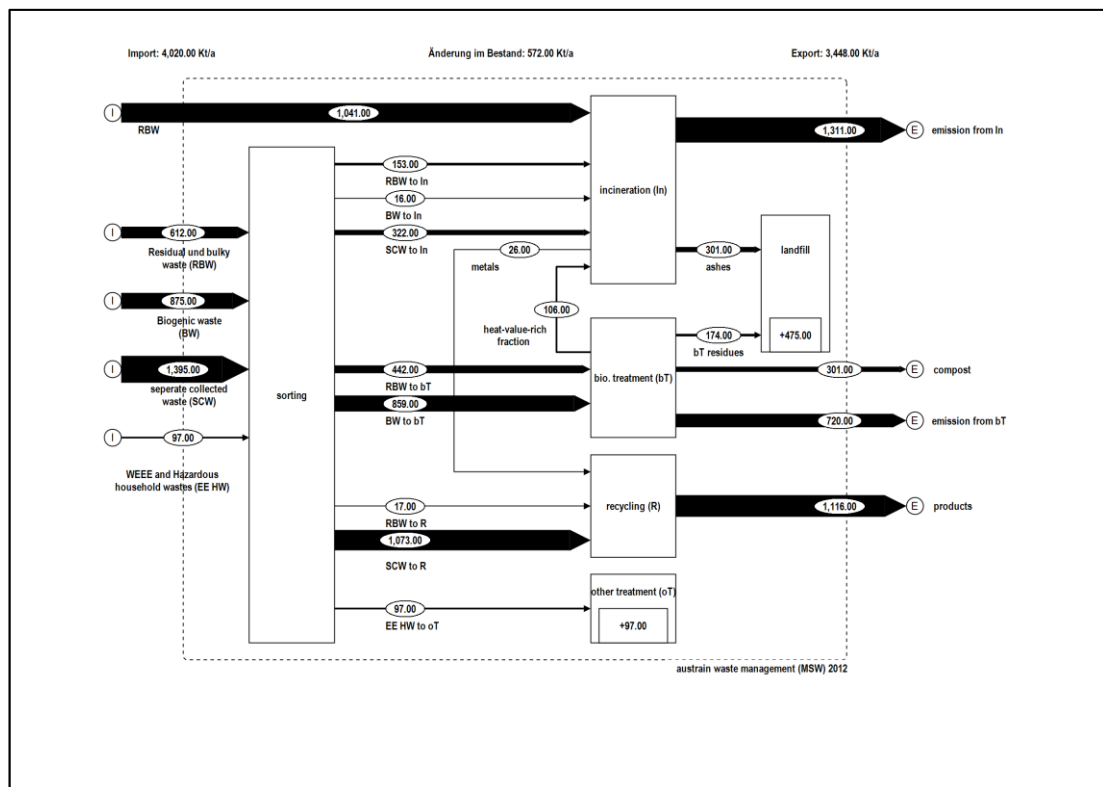 Import: 4,020.00 Kt/a
Änderung im Bestand: 572.00 Kt/a
Export: 3,448.00 Kt/a
I
1,041.00
RBW
1,311.00
E
emission from In
incineration (In)
153.00
RBW to In
16.00
BW to In
322.00
SCW to In
26.00
metals
301.00
ashes
landfill
+475.00
I
612.00
Residual und bulky
waste (RBW)
I
875.00
Biogenic waste
(BW)
106.00
heat-value-rich
fraction
174.00
bT residues
I
1,395.00
seperate collected
waste (SCW)
sorting
442.00
RBW to bT
859.00
BW to bT
bio. treatment (bT)
301.00
E
compost
720.00
E
emission from bT
I
97.00
WEEE and Hazardous
household wastes (EE HW)
17.00
RBW to R
1,073.00
SCW to R
recycling (R)
1,116.00
E
products
97.00
EE HW to oT
other treatment (oT)
+97.00
austrain waste management (MSW) 2012